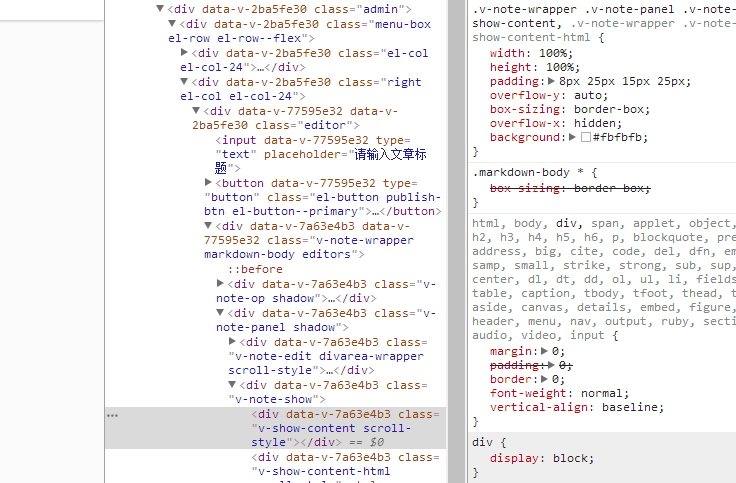 ▼<div data-v-2ba5fe30 class="admin">
▼<div data-v-2ba5fe30 class="menu-box
el-row el-row--flex">
▶<div data-v-2ba5fe30 class="el-col
el-col-24">…</div>
▼<div data-v-2ba5fe30 class="right
el-col el-col-24">
▼<div data-v-77595e32 data-v-
2ba5fe30 class="editor">
<input data-v-77595e32 type=
"text" placeholder="请输入文章标
题">
▶<button data-v-77595e32 type=
"button" class="el-button publish-
btn el-button--primary">…</button>
▼<div data-v-7a63e4b3 data-v-
77595e32 class="v-note-wrapper
markdown-body editors">
::before
▶<div data-v-7a63e4b3 class="v-
note-op shadow">…</div>
▼<div data-v-7a63e4b3 class="v-
note-panel shadow">
▶<div data-v-7a63e4b3 class=
"v-note-edit divarea-wrapper
scroll-style">…</div>
▼<div data-v-7a63e4b3 class=
"v-note-show">
…<div data-v-7a63e4b3 class=
"v-show-content scroll-
style"></div> == $0
<div data-v-7a63e4b3 class=
"v-show-content-html
.v-note-wrapper .v-note-panel .v-note-
show-content, .v-note-wrapper .v-note-
show-content-html {
width: 100%;
height: 100%;
padding:▶8px 25px 15px 25px;
overflow-y: auto;
box-sizing: border-box;
overflow-x: hidden;
background:▶#fbfbfb;
}
.markdown-body * {
box-sizing: border-box;
}
html, body, div, span, applet, object,
h2, h3, h4, h5, h6, p, blockquote, pre
address, big, cite, code, del, dfn, em
samp, small, strike, strong, sub, sup,
center, dl, dt, dd, ol, ul, li, fields
table, caption, tbody, tfoot, thead, t
aside, canvas, details, embed, figure,
header, menu, nav, output, ruby, secti
audio, video, input {
margin:▶0;
padding:▶0;
border:▶0;
font-weight: normal;
vertical-align: baseline;
}
div {
display: block;
}